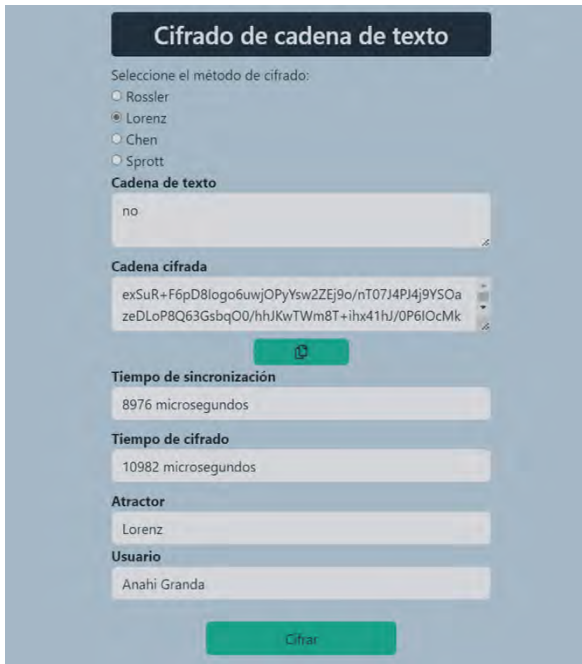 Cifrado de cadena de texto
Seleccione el método de cifrado:
Rossler
Lorenz
Chen
Sprott
Cadena de texto
no
Cadena cifrada
exSuR+F6pD8Iogo6uwjOPyYsw2ZEj9o/nT07J4PJ4j9YSOa
zeDLoP8Q63GsbqO0/hhJKwTWm8T+ihx41hJ/0P6IOcMk
Tiempo de sincronización
8976 microsegundos
Tiempo de cifrado
10982 microsegundos
Atractor
Lorenz
Usuario
Anahi Granda
Cifrar